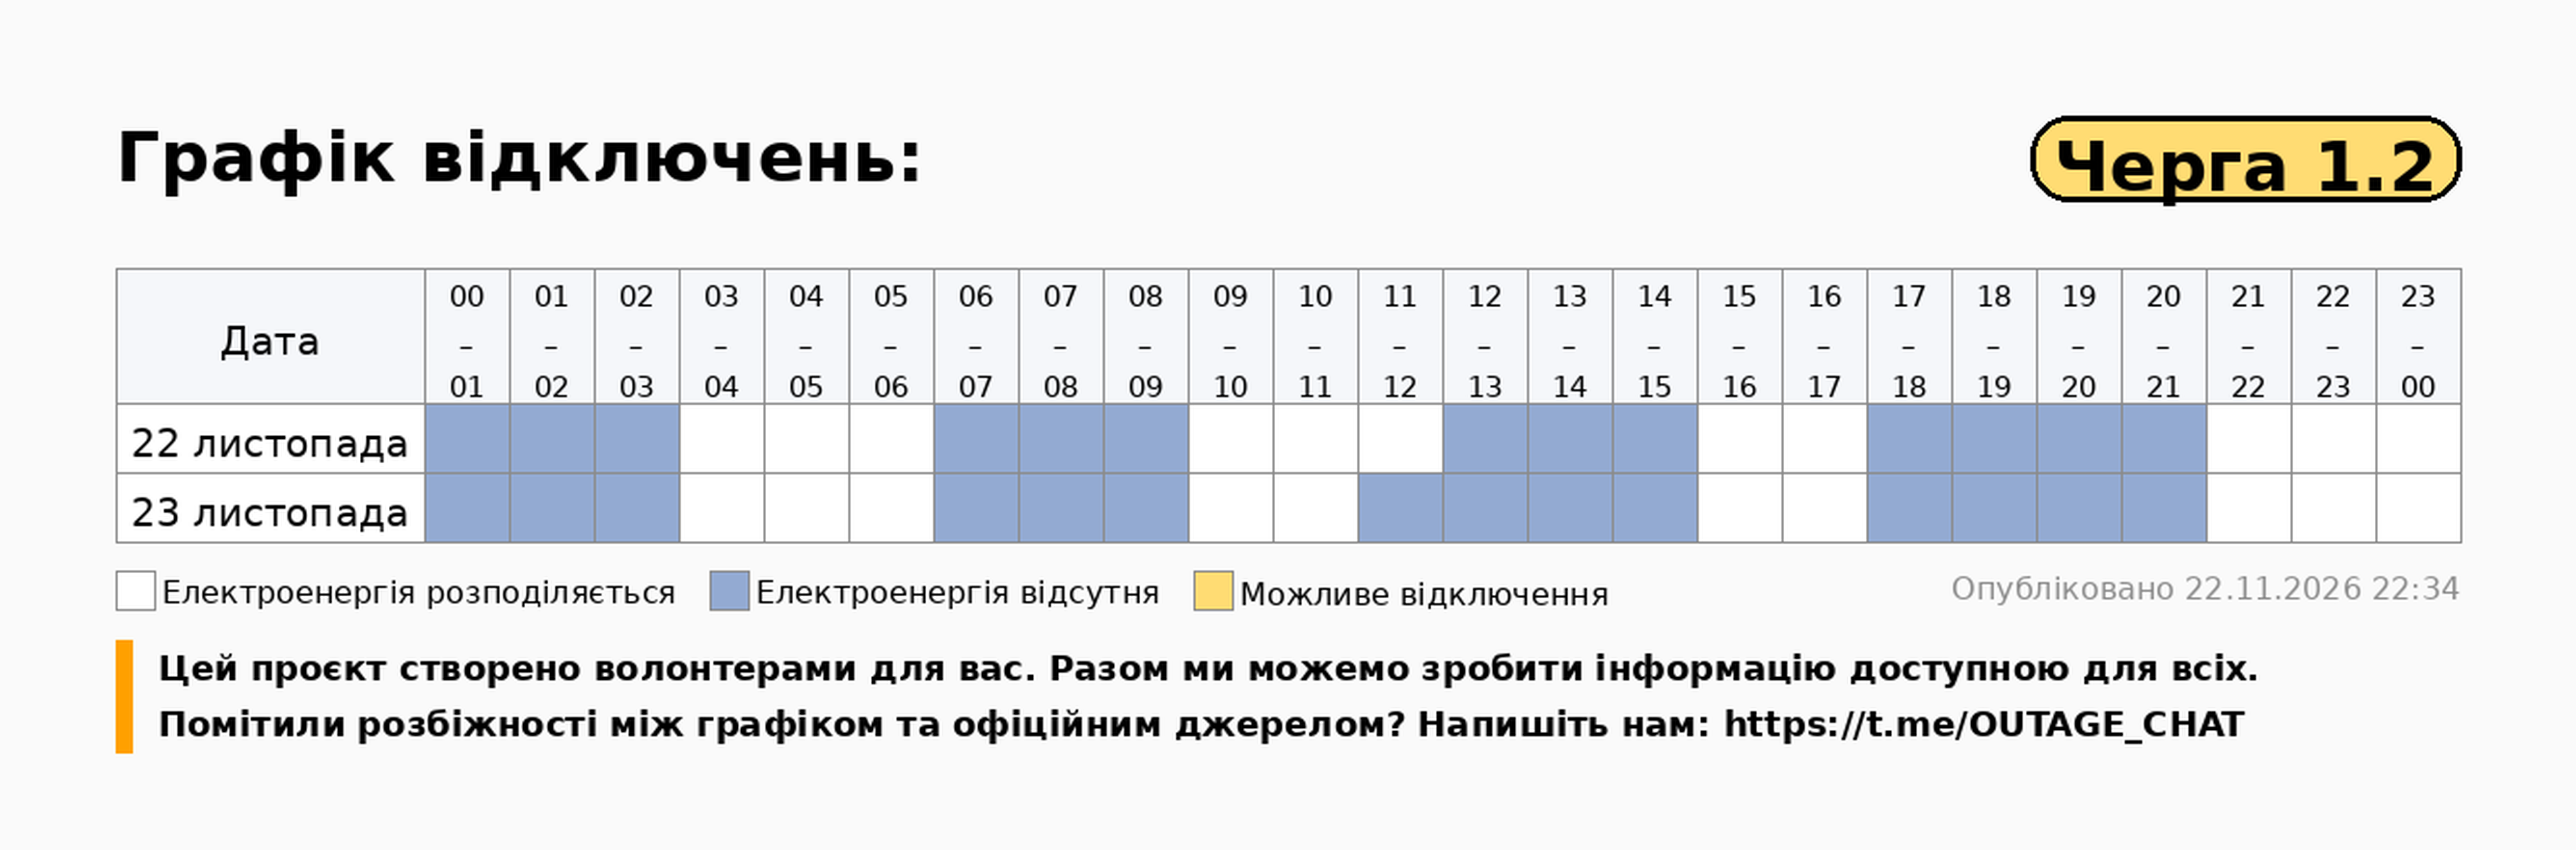 Графік відключень:
Черга 1.2
Дата 00 – 01 01 – 02 02 – 03 03 – 04 04 – 05 05 – 06 06 – 07 07 – 08 08 – 09 09 – 10 10 – 11 11 – 12 12 – 13 13 – 14 14 – 15 15 – 16 16 – 17 17 – 18 18 – 19 19 – 20 20 – 21 21 – 22 22 – 23 23 – 00
22 листопада
23 листопада
Електроенергія розподіляється Електроенергія відсутня Можливе відключення Опубліковано 22.11.2026 22:34
Цей проєкт створено волонтерами для вас. Разом ми можемо зробити інформацію доступною для всіх.
Помітили розбіжності між графіком та офіційним джерелом? Напишіть нам: https://t.me/OUTAGE_CHAT